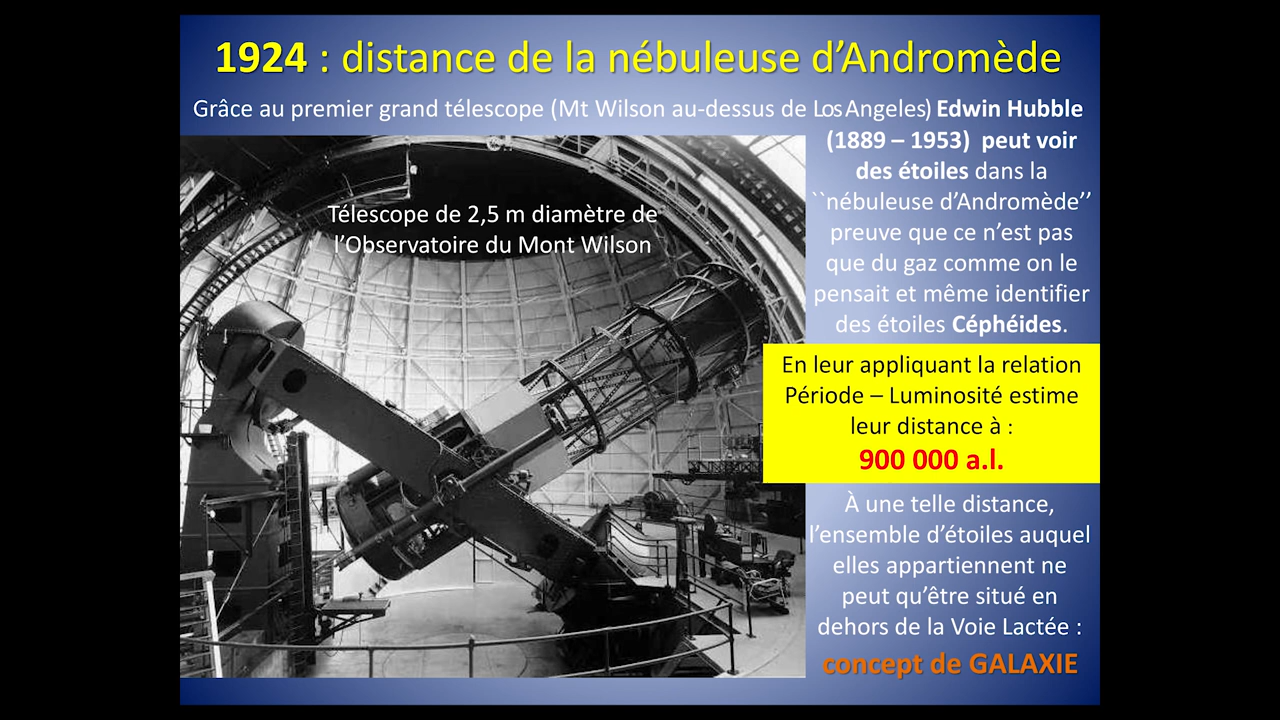 1924 : distance de la nébuleuse d’Andromède
Grâce au premier grand télescope (Mt Wilson au-dessus de Los Angeles) Edwin Hubble
(1889 – 1953) peut voir
des étoiles dans la
``nébuleuse d’Andromède’’
preuve que ce n’est pas
que du gaz comme on le
pensait et même identifier
des étoiles Céphéides.
Télescope de 2,5 m diamètre de
l’Observatoire du Mont Wilson
En leur appliquant la relation
Période – Luminosité estime
leur distance à :
900 000 a.l.
À une telle distance,
l’ensemble d’étoiles auquel
elles appartiennent ne
peut qu’être situé en
dehors de la Voie Lactée :
concept de GALAXIE